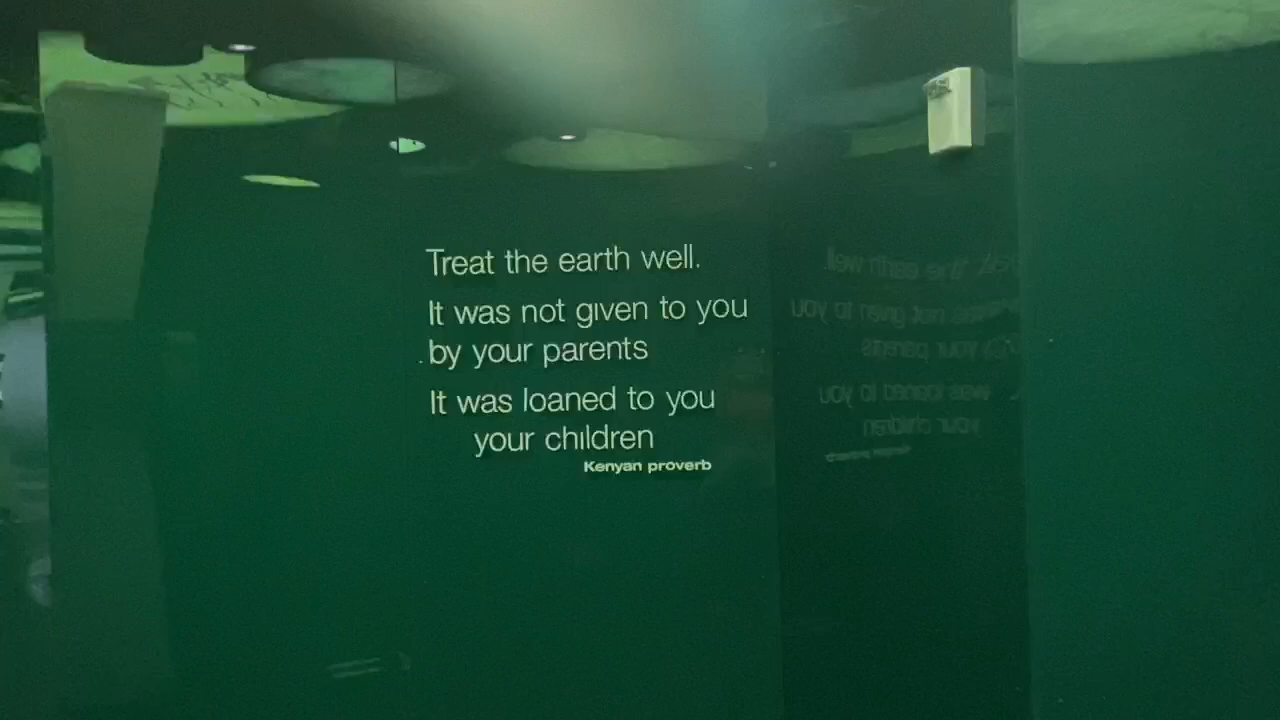 Treat the earth well.
It was not given to you
by your parents
It was loaned to you
your children
Kenyan proverb